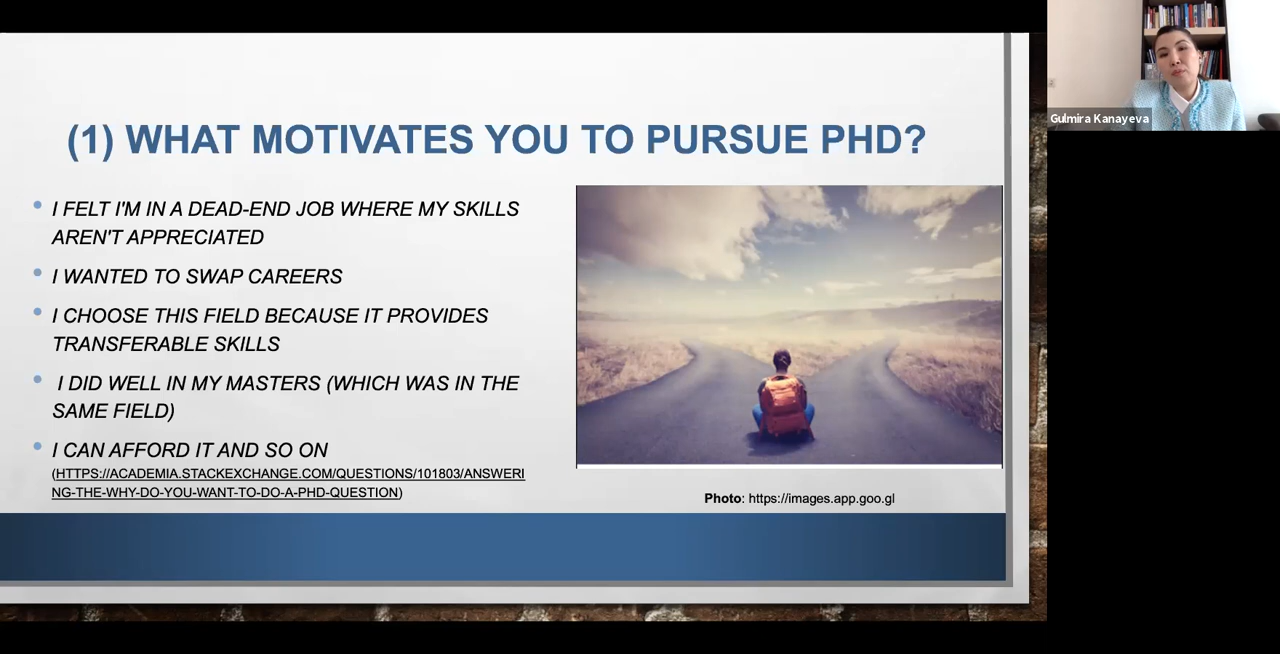 (1) WHAT MOTIVATES YOU TO PURSUE PHD?
• I FELT I'M IN A DEAD-END JOB WHERE MY SKILLS
AREN'T APPRECIATED
• I WANTED TO SWAP CAREERS
• I CHOOSE THIS FIELD BECAUSE IT PROVIDES
TRANSFERABLE SKILLS
• I DID WELL IN MY MASTERS (WHICH WAS IN THE
SAME FIELD)
• I CAN AFFORD IT AND SO ON
(HTTPS://ACADEMIA.STACKEXCHANGE.COM/QUESTIONS/101803/ANSWERI
NG-THE-WHY-DO-YOU-WANT-TO-DO-A-PHD-QUESTION)
Photo: https://images.app.goo.gl
Gulmira Kanayeva